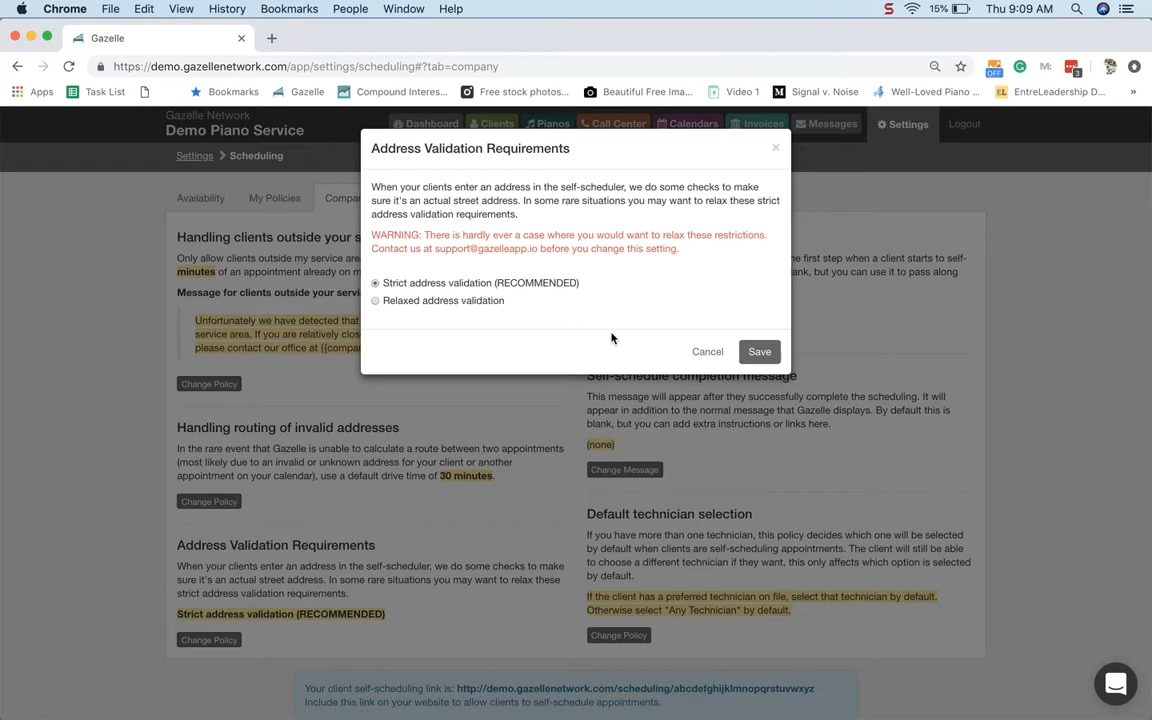 Chrome File Edit View History Bookmarks People Window Help 15% Thu 9:09 AM
Gazelle
https://demo.gazellenetwork.com/app/settings/scheduling#?tab=company OFF M: 3
Apps Task List Bookmarks Gazelle Compound Interes... Free stock photos... Beautiful Free Ima... Video 1 Signal v. Noise Well-Loved Piano ... EL EntreLeadership D... »
Gazelle Network
Demo Piano Service
Dashboard Clients Pianos Call Center Calendars Invoices Messages Settings Logout
Settings Scheduling
Address Validation Requirements ×
When your clients enter an address in the self-scheduler, we do some checks to make
sure it's an actual street address. In some rare situations you may want to relax these strict
address validation requirements.
WARNING: There is hardly ever a case where you would want to relax these restrictions.
Contact us at support@gazelleapp.io before you change this setting.
Strict address validation (RECOMMENDED)
Relaxed address validation
Cancel Save
Availability My Policies Compa
Handling clients outside your s
Only allow clients outside my service area
minutes of an appointment already on m
Message for clients outside your servic
Unfortunately we have detected that
service area. If you are relatively close
please contact our office at {{compan
Change Policy
Handling routing of invalid addresses
In the rare event that Gazelle is unable to calculate a route between two appointments
(most likely due to an invalid or unknown address for your client or another
appointment on your calendar), use a default drive time of 30 minutes.
Change Policy
Address Validation Requirements
When your clients enter an address in the self-scheduler, we do some checks to make
sure it's an actual street address. In some rare situations you may want to relax these
strict address validation requirements.
Strict address validation (RECOMMENDED)
Change Policy
he first step when a client starts to self-
ank, but you can use it to pass along
Self-schedule completion message
This message will appear after they successfully complete the scheduling. It will
appear in addition to the normal message that Gazelle displays. By default this is
blank, but you can add extra instructions or links here.
(none)
Change Message
Default technician selection
If you have more than one technician, this policy decides which one will be selected
by default when clients are self-scheduling appointments. The client will still be able
to choose a different technician if they want, this only affects which option is selected
by default.
If the client has a preferred technician on file, select that technician by default.
Otherwise select "Any Technician" by default.
Change Policy
Your client self-scheduling link is: http://demo.gazellenetwork.com/scheduling/abcdefghijklmnopqrstuvwxyz
Include this link on your website to allow clients to self-schedule appointments.